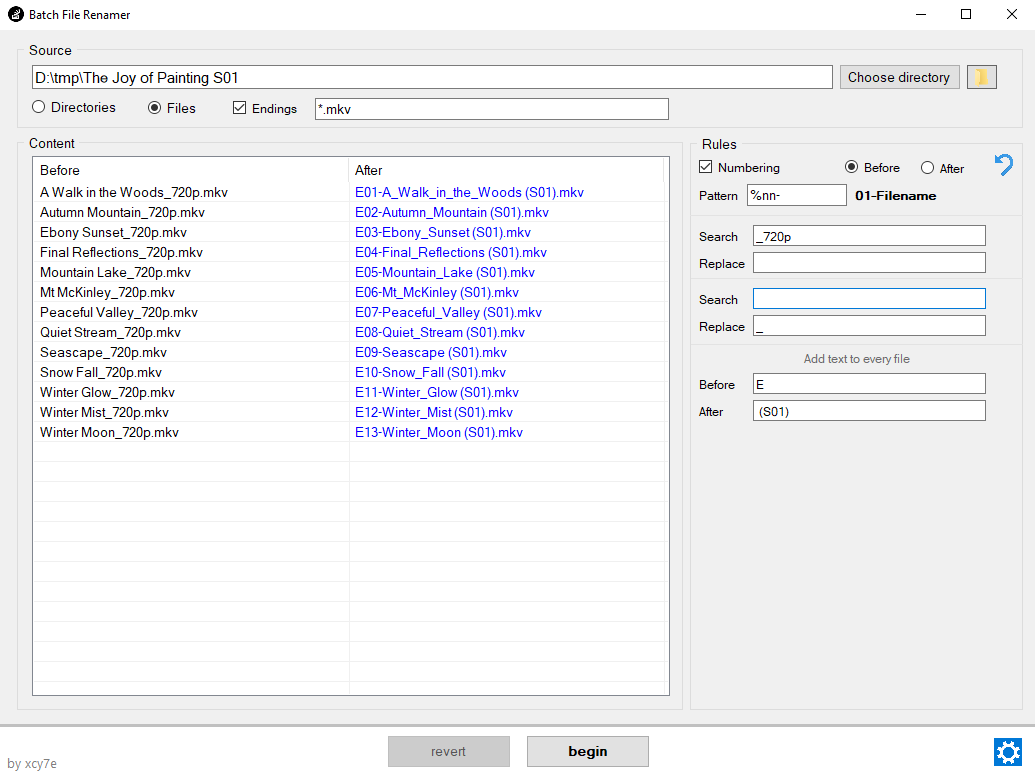 Batch File Renamer
Source
D:\tmp\The Joy of Painting S01
Choose directory
Directories
Files
Endings
*.mkv
Content
Before After
A Walk in the Woods_720p.mkv E01-A_Walk_in_the_Woods (S01).mkv
Autumn Mountain_720p.mkv E02-Autumn_Mountain (S01).mkv
Ebony Sunset_720p.mkv E03-Ebony_Sunset (S01).mkv
Final Reflections_720p.mkv E04-Final_Reflections (S01).mkv
Mountain Lake_720p.mkv E05-Mountain_Lake (S01).mkv
Mt McKinley_720p.mkv E06-Mt_McKinley (S01).mkv
Peaceful Valley_720p.mkv E07-Peaceful_Valley (S01).mkv
Quiet Stream_720p.mkv E08-Quiet_Stream (S01).mkv
Seascape_720p.mkv E09-Seascape (S01).mkv
Snow Fall_720p.mkv E10-Snow_Fall (S01).mkv
Winter Glow_720p.mkv E11-Winter_Glow (S01).mkv
Winter Mist_720p.mkv E12-Winter_Mist (S01).mkv
Winter Moon_720p.mkv E13-Winter_Moon (S01).mkv
Rules
Numbering Before After
Pattern %nn- 01-Filename
Search _720p
Replace
Search
Replace _
Add text to every file
Before E
After (S01)
revert
begin
by xcy7e